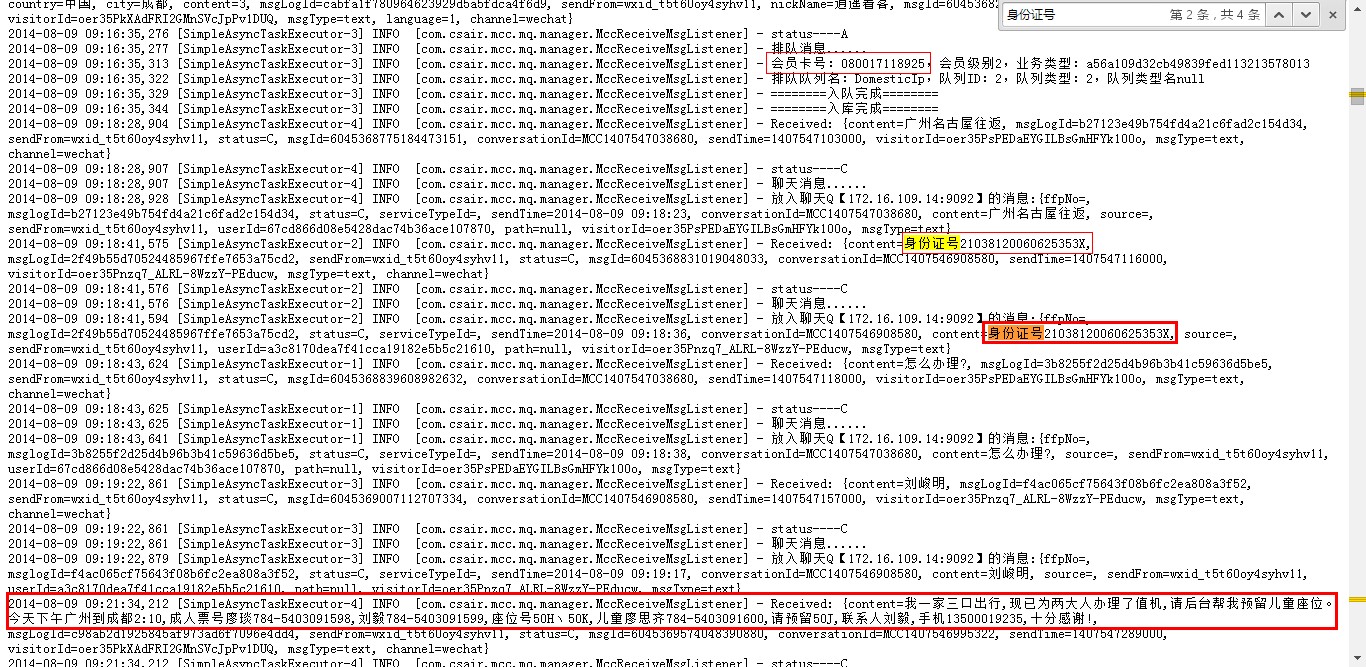 身份证号 第 2 条，共 4 条
country=中国, city=成都, content=3, msgLogId=cabfa1f780964623929d5a5fdca4f6d9, sendFrom=wxid_t5t60oy4syhv11, nickName=逍遥看客, msgId=60453682
visitorId=oer35PkXAdFRI2GMnSVcJpPv1DUQ, msgType=text, language=1, channel=wechat}
2014-08-09 09:16:35,276 [SimpleAsyncTaskExecutor-3] INFO [com.csair.mcc.mq.manager.MccReceiveMsgListener] - status----A
2014-08-09 09:16:35,277 [SimpleAsyncTaskExecutor-3] INFO [com.csair.mcc.mq.manager.MccReceiveMsgListener] - 排队消息......
2014-08-09 09:16:35,313 [SimpleAsyncTaskExecutor-3] INFO [com.csair.mcc.mq.manager.MccReceiveMsgListener] - 会员卡号：080017118925，会员级别2，业务类型：a56a109d32cb49839fed113213578013
2014-08-09 09:16:35,322 [SimpleAsyncTaskExecutor-3] INFO [com.csair.mcc.mq.manager.MccReceiveMsgListener] - 排队队列名：DomesticIp，队列ID：2，队列类型：2，队列类型名null
2014-08-09 09:16:35,329 [SimpleAsyncTaskExecutor-3] INFO [com.csair.mcc.mq.manager.MccReceiveMsgListener] - ========入队完成========
2014-08-09 09:16:35,344 [SimpleAsyncTaskExecutor-3] INFO [com.csair.mcc.mq.manager.MccReceiveMsgListener] - ========入库完成========
2014-08-09 09:18:28,904 [SimpleAsyncTaskExecutor-4] INFO [com.csair.mcc.mq.manager.MccReceiveMsgListener] - Received: {content=广州名古屋往返, msgLogId=b27123e49b754fd4a21c6fad2c154d34,
sendFrom=wxid_t5t60oy4syhv11, status=C, msgId=6045368775184473151, conversationId=MCC1407547038680, sendTime=1407547103000, visitorId=oer35PsPEDaEYGILBsGmHFYk100o, msgType=text,
channel=wechat}
2014-08-09 09:18:28,907 [SimpleAsyncTaskExecutor-4] INFO [com.csair.mcc.mq.manager.MccReceiveMsgListener] - status----C
2014-08-09 09:18:28,907 [SimpleAsyncTaskExecutor-4] INFO [com.csair.mcc.mq.manager.MccReceiveMsgListener] - 聊天消息......
2014-08-09 09:18:28,928 [SimpleAsyncTaskExecutor-4] INFO [com.csair.mcc.mq.manager.MccReceiveMsgListener] - 放入聊天Q【172.16.109.14:9092】的消息:{ffpNo=,
msglogId=b27123e49b754fd4a21c6fad2c154d34, status=C, serviceTypeId=, sendTime=2014-08-09 09:18:23, conversationId=MCC1407547038680, content=广州名古屋往返, source=,
sendFrom=wxid_t5t60oy4syhv11, userId=67cd866d08e5428dac74b36ace107870, path=null, visitorId=oer35PsPEDaEYGILBsGmHFYk100o, msgType=text}
2014-08-09 09:18:41,575 [SimpleAsyncTaskExecutor-2] INFO [com.csair.mcc.mq.manager.MccReceiveMsgListener] - Received: {content=身份证号21038120060625353X,
msgLogId=2f49b55d70524485967ffe7653a75cd2, sendFrom=wxid_t5t60oy4syhv11, status=C, msgId=6045368831019048033, conversationId=MCC1407546908580, sendTime=1407547116000,
visitorId=oer35Pnzq7_ALRL-8WzzY-PEducw, msgType=text, channel=wechat}
2014-08-09 09:18:41,576 [SimpleAsyncTaskExecutor-2] INFO [com.csair.mcc.mq.manager.MccReceiveMsgListener] - status----C
2014-08-09 09:18:41,576 [SimpleAsyncTaskExecutor-2] INFO [com.csair.mcc.mq.manager.MccReceiveMsgListener] - 聊天消息......
2014-08-09 09:18:41,594 [SimpleAsyncTaskExecutor-2] INFO [com.csair.mcc.mq.manager.MccReceiveMsgListener] - 放入聊天Q【172.16.109.14:9092】的消息:{ffpNo=,
msglogId=2f49b55d70524485967ffe7653a75cd2, status=C, serviceTypeId=, sendTime=2014-08-09 09:18:36, conversationId=MCC1407546908580, content=身份证号21038120060625353X, source=,
sendFrom=wxid_t5t60oy4syhv11, userId=a3c8170dea7f41ca19182e5b5c21610, path=null, visitorId=oer35Pnzq7_ALRL-8WzzY-PEducw, msgType=text}
2014-08-09 09:18:43,624 [SimpleAsyncTaskExecutor-1] INFO [com.csair.mcc.mq.manager.MccReceiveMsgListener] - Received: {content=怎么办理?, msgLogId=3b8255f2d25d4b96b3b41c59636d5be5,
sendFrom=wxid_t5t60oy4syhv11, status=C, msgId=6045368839608982632, conversationId=MCC1407547038680, sendTime=1407547118000, visitorId=oer35PsPEDaEYGILBsGmHFYk100o, msgType=text,
channel=wechat}
2014-08-09 09:18:43,625 [SimpleAsyncTaskExecutor-1] INFO [com.csair.mcc.mq.manager.MccReceiveMsgListener] - status----C
2014-08-09 09:18:43,625 [SimpleAsyncTaskExecutor-1] INFO [com.csair.mcc.mq.manager.MccReceiveMsgListener] - 聊天消息......
2014-08-09 09:18:43,641 [SimpleAsyncTaskExecutor-1] INFO [com.csair.mcc.mq.manager.MccReceiveMsgListener] - 放入聊天Q【172.16.109.14:9092】的消息:{ffpNo=,
msglogId=3b8255f2d25d4b96b3b41c59636d5be5, status=C, serviceTypeId=, sendTime=2014-08-09 09:18:38, conversationId=MCC1407547038680, content=怎么办理?, source=, sendFrom=wxid_t5t60oy4syhv11,
userId=67cd866d08e5428dac74b36ace107870, path=null, visitorId=oer35PsPEDaEYGILBsGmHFYk100o, msgType=text}
2014-08-09 09:19:22,861 [SimpleAsyncTaskExecutor-3] INFO [com.csair.mcc.mq.manager.MccReceiveMsgListener] - Received: {content=刘峻明, msgLogId=f4ac065cf75643f08b6fc2ea808a3f52,
sendFrom=wxid_t5t60oy4syhv11, status=C, msgId=6045369007112707334, conversationId=MCC1407546908580, sendTime=1407547157000, visitorId=oer35Pnzq7_ALRL-8WzzY-PEducw, msgType=text,
channel=wechat}
2014-08-09 09:19:22,861 [SimpleAsyncTaskExecutor-3] INFO [com.csair.mcc.mq.manager.MccReceiveMsgListener] - status----C
2014-08-09 09:19:22,861 [SimpleAsyncTaskExecutor-3] INFO [com.csair.mcc.mq.manager.MccReceiveMsgListener] - 聊天消息......
2014-08-09 09:19:22,879 [SimpleAsyncTaskExecutor-3] INFO [com.csair.mcc.mq.manager.MccReceiveMsgListener] - 放入聊天Q【172.16.109.14:9092】的消息:{ffpNo=,
msglogId=f4ac065cf75643f08b6fc2ea808a3f52, status=C, serviceTypeId=, sendTime=2014-08-09 09:19:17, conversationId=MCC1407546908580, content=刘峻明, source=, sendFrom=wxid_t5t60oy4syhv11,
userId=a3c8170dea7f41ca19182e5b5c21610, path=null, visitorId=oer35Pnzq7_ALRL-8WzzY-PEducw, msgType=text}
2014-08-09 09:21:34,212 [SimpleAsyncTaskExecutor-4] INFO [com.csair.mcc.mq.manager.MccReceiveMsgListener] - Received: {content=我一家三口出行,现已为两大人办理了值机,请后台帮我预留儿童座位。
今天下午广州到成都2:10,成人票号廖琰784-5403091598,刘毅784-5403091599,座位号50H、50K,儿童廖思齐784-5403091600,请预留50J,联系人刘毅,手机13500019235,十分感谢!,
msgLogId=c98ab2d1925845af973ad6f97096e4d0, sendFrom=wxid_t5t60oy4syhv11, status=C, msgId=6045369574048390880, conversationId=MCC1407546995322, sendTime=1407547289000,
visitorId=oer35PkXAdFRI2GMnSVcJpPv1DUQ, msgType=text, channel=wechat}
2014-08-09 09:21:34,212 [SimpleAsyncTaskExecutor-4] INFO [com.csair.mcc.mq.manager.MccReceiveMsgListener] - status----C